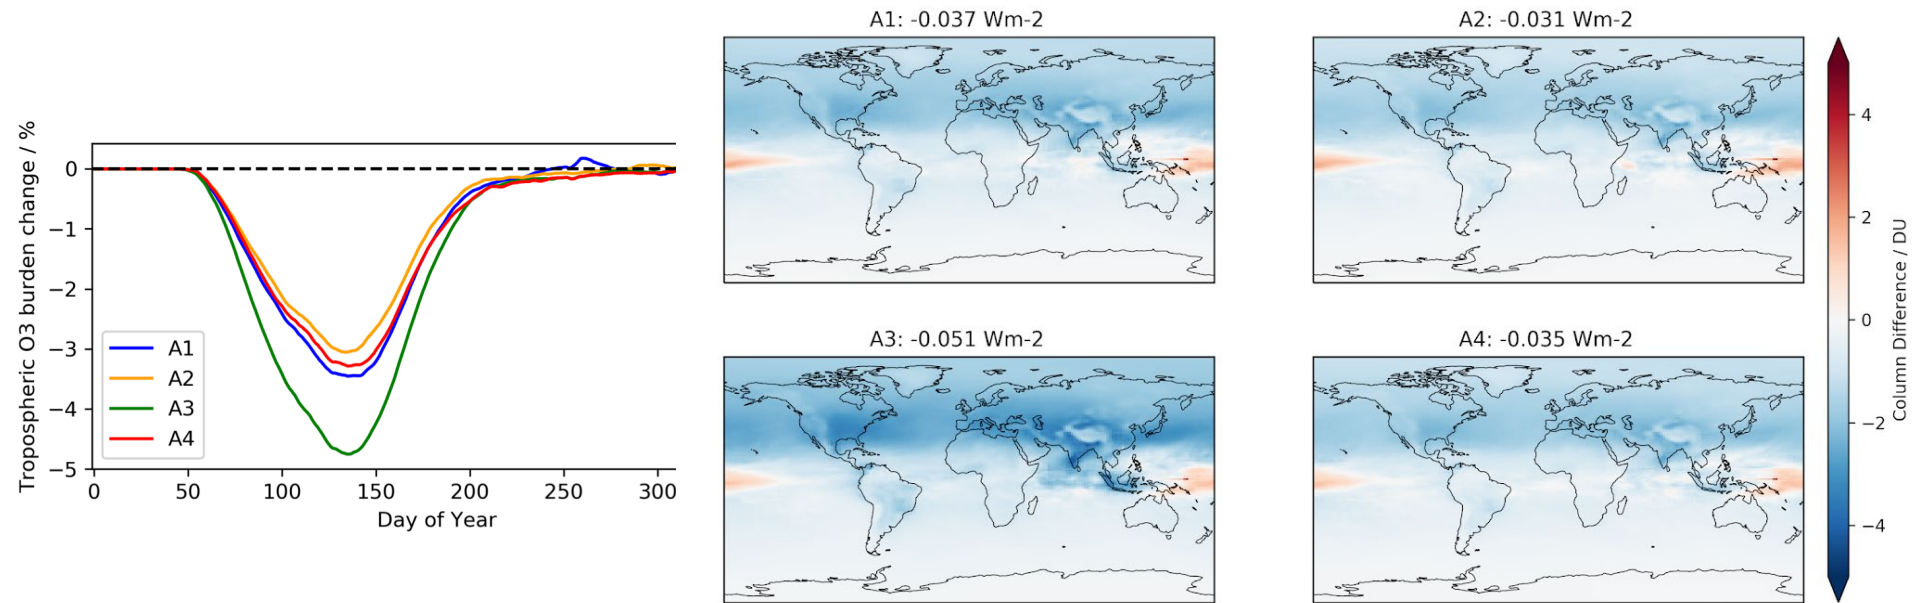 Tropospheric O3 burden change / %
0
−1
−2
−3
−4
−5
A1
A2
A3
A4
0 50 100 150 200 250 300
Day of Year
A1: -0.037 Wm-2
A2: -0.031 Wm-2
A3: -0.051 Wm-2
A4: -0.035 Wm-2
4
2
0
−2
−4
Column Difference / DU